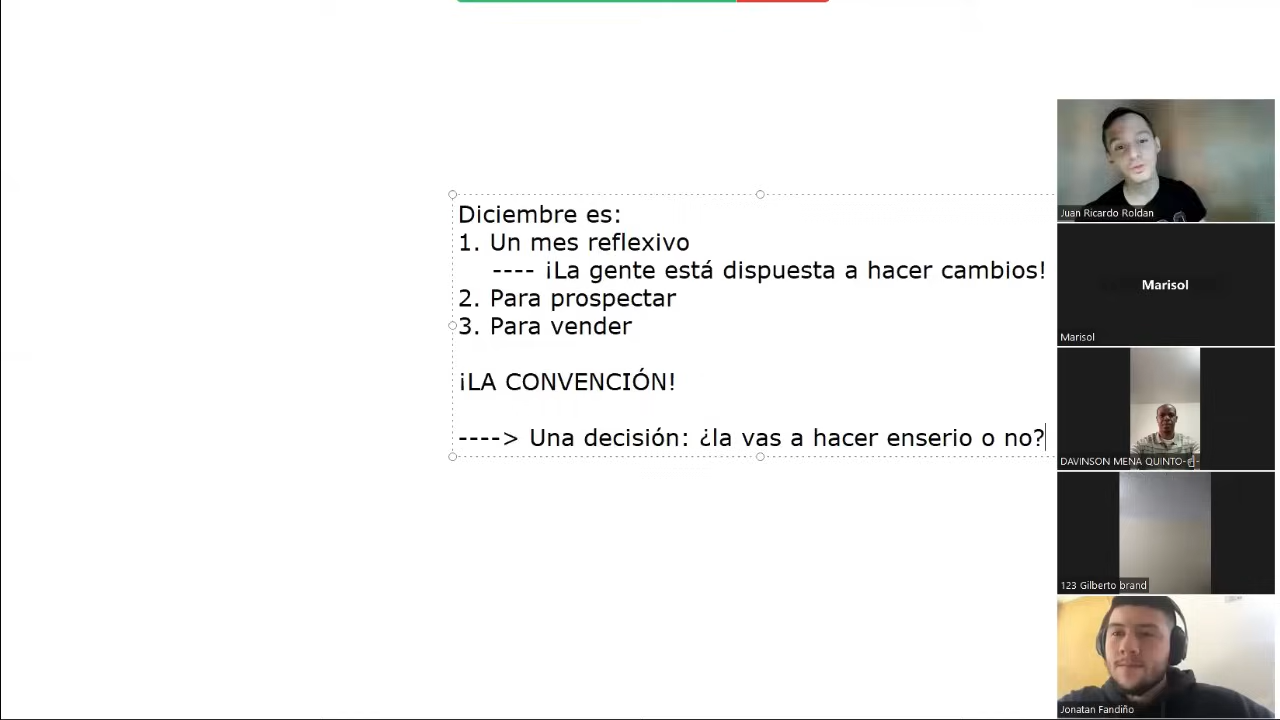 Diciembre es:
1. Un mes reflexivo
---- ¡La gente está dispuesta a hacer cambios!
2. Para prospectar
3. Para vender
¡LA CONVENCIÓN!
----> Una decisión: ¿la vas a hacer enserio o no?
Juan Ricardo Roldan
Marisol
Marisol
DAVINSON MENA QUINTO-
123 Gilberto brand
Jonatan Fandiño